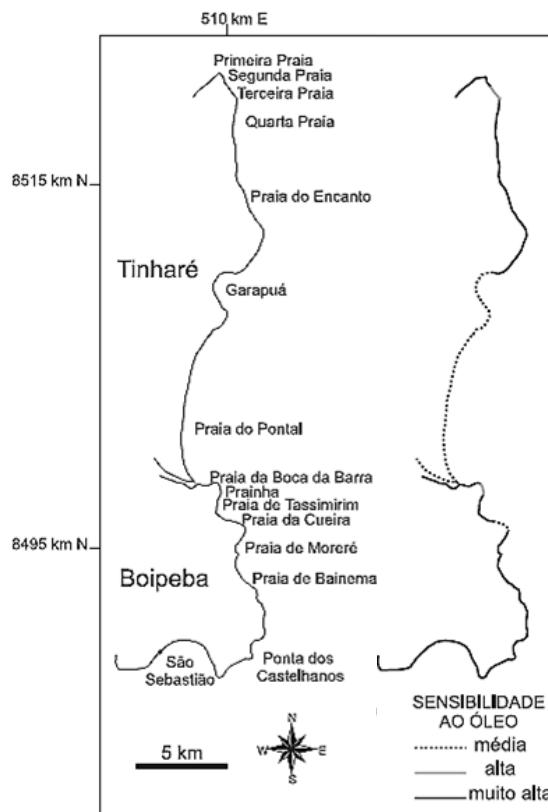 510 km E
Primeira Praia
Segunda Praia
Terceira Praia
Quarta Praia
8515 km N
Praia do Encanto
Tinharé
Garapuá
Praia do Pontal
Praia da Boca da Barra
Prainha
Praia de Tassimirim
Praia da Cueira
8495 km N
Praia de Moreré
Boipeba
Praia de Bainema
São
Sebastião
Ponta dos
Castelhanos
SENSIBILIDADE
AO ÓLEO
média
alta
muito alta
N
W
E
S
5 km